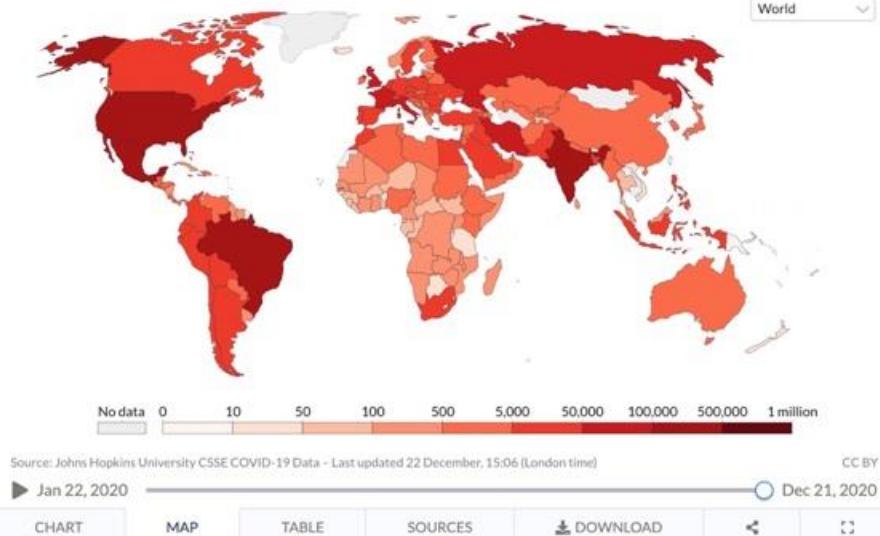 World
No data 0 10 50 100 500 5,000 50,000 100,000 500,000 1 million
Source: Johns Hopkins University CSSE COVID-19 Data – Last updated 22 December, 15:06 (London time) CC BY
Jan 22, 2020 Dec 21, 2020
CHART MAP TABLE SOURCES DOWNLOAD